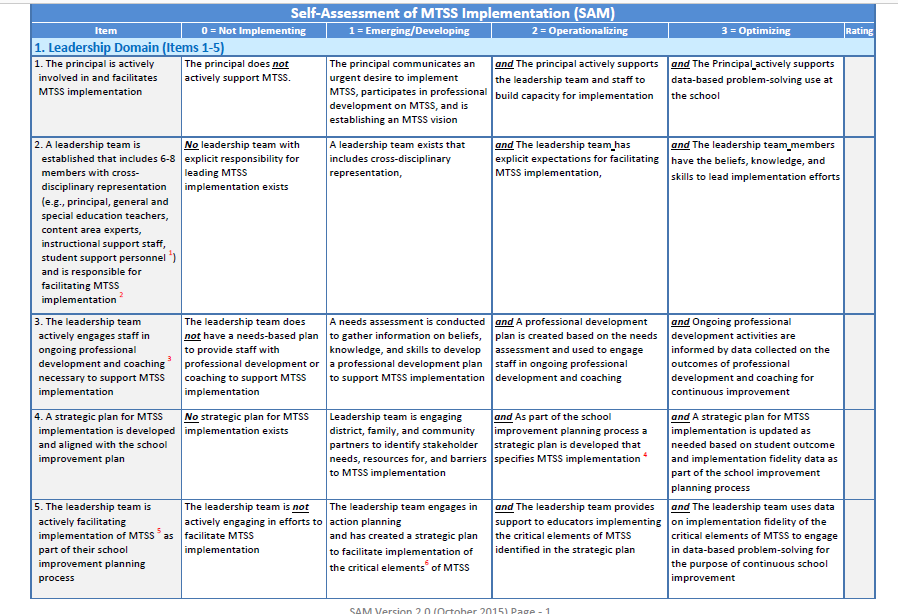 Self-Assessment of MTSS Implementation (SAM)
Item
0 = Not Implementing
1 = Emerging/Developing
2 = Operationalizing
3 = Optimizing
Rating
1. Leadership Domain (Items 1-5)
1. The principal is actively
involved in and facilitates
MTSS implementation
The principal does not
actively support MTSS.
The principal communicates an
urgent desire to implement
MTSS, participates in professional
development on MTSS, and is
establishing an MTSS vision
and The principal actively supports
the leadership team and staff to
build capacity for implementation
and The Principal actively supports
data-based problem-solving use at
the school
2. A leadership team is
established that includes 6-8
members with cross-
disciplinary representation
(e.g., principal, general and
special education teachers,
content area experts,
instructional support staff,
student support personnel 1)
and is responsible for
facilitating MTSS
implementation 2
No leadership team with
explicit responsibility for
leading MTSS
implementation exists
A leadership team exists that
includes cross-disciplinary
representation,
and The leadership team has
explicit expectations for facilitating
MTSS implementation,
and The leadership team members
have the beliefs, knowledge, and
skills to lead implementation efforts
3. The leadership team
actively engages staff in
ongoing professional
development and coaching 3
necessary to support MTSS
implementation
The leadership team does
not have a needs-based plan
to provide staff with
professional development or
coaching to support MTSS
implementation
A needs assessment is conducted
to gather information on beliefs,
knowledge, and skills to develop
a professional development plan
to support MTSS implementation
and A professional development
plan is created based on the needs
assessment and used to engage
staff in ongoing professional
development and coaching
and Ongoing professional
development activities are
informed by data collected on the
outcomes of professional
development and coaching for
continuous improvement
4. A strategic plan for MTSS
implementation is developed
and aligned with the school
improvement plan
No strategic plan for MTSS
implementation exists
Leadership team is engaging
district, family, and community
partners to identify stakeholder
needs, resources for, and barriers
to MTSS implementation
and As part of the school
improvement planning process a
strategic plan is developed that
specifies MTSS implementation 4
and A strategic plan for MTSS
implementation is updated as
needed based on student outcome
and implementation fidelity data as
part of the school improvement
planning process
5. The leadership team is
actively facilitating
implementation of MTSS 5 as
part of their school
improvement planning
process
The leadership team is not
actively engaging in efforts to
facilitate MTSS
implementation
The leadership team engages in
action planning
and has created a strategic plan
to facilitate implementation of
the critical elements6 of MTSS
and The leadership team provides
support to educators implementing
the critical elements of MTSS
identified in the strategic plan
and The leadership team uses data
on implementation fidelity of the
critical elements of MTSS to engage
in data-based problem-solving for
the purpose of continuous school
improvement
SAM Version 2.0 (October 2015) Page - 1